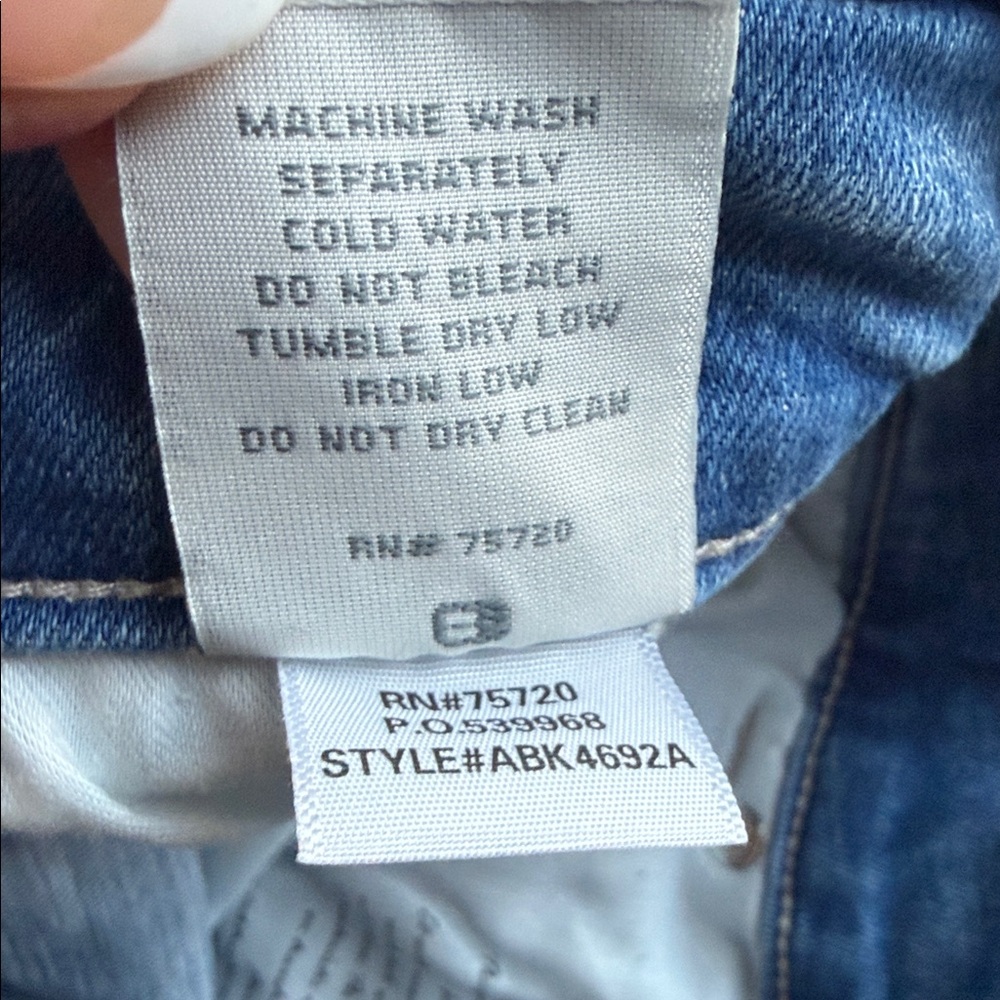 MACHINE WASH
SEPARATELY
COLD WATER
DO NOT BLEACH
TUMBLE DRY LOW
IRON LOW
DO NOT DRY CLEAN
RN# 75720
RN#75720
P.O.539968
STYLE#ABK4692A